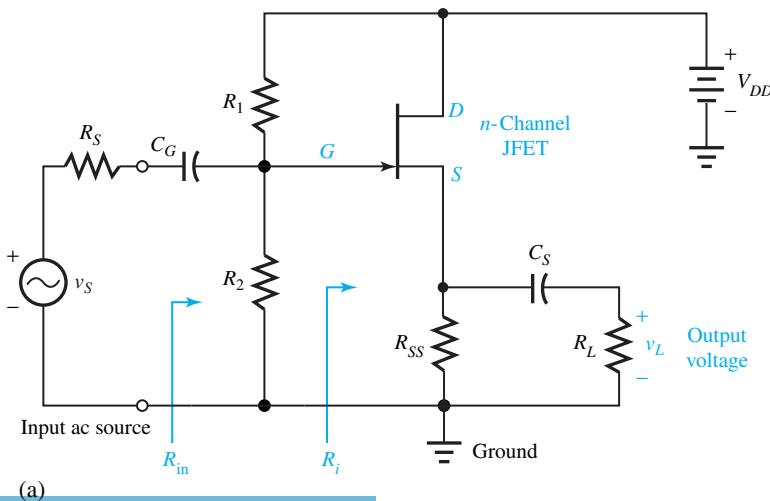 +
V_DD
−
R_1
D
n-Channel
JFET
R_S
C_G
G
S
+
v_S
−
R_2
C_S
R_SS
R_L
+
v_L
−
Output
voltage
Input ac source
R_in
R_i
Ground
(a)